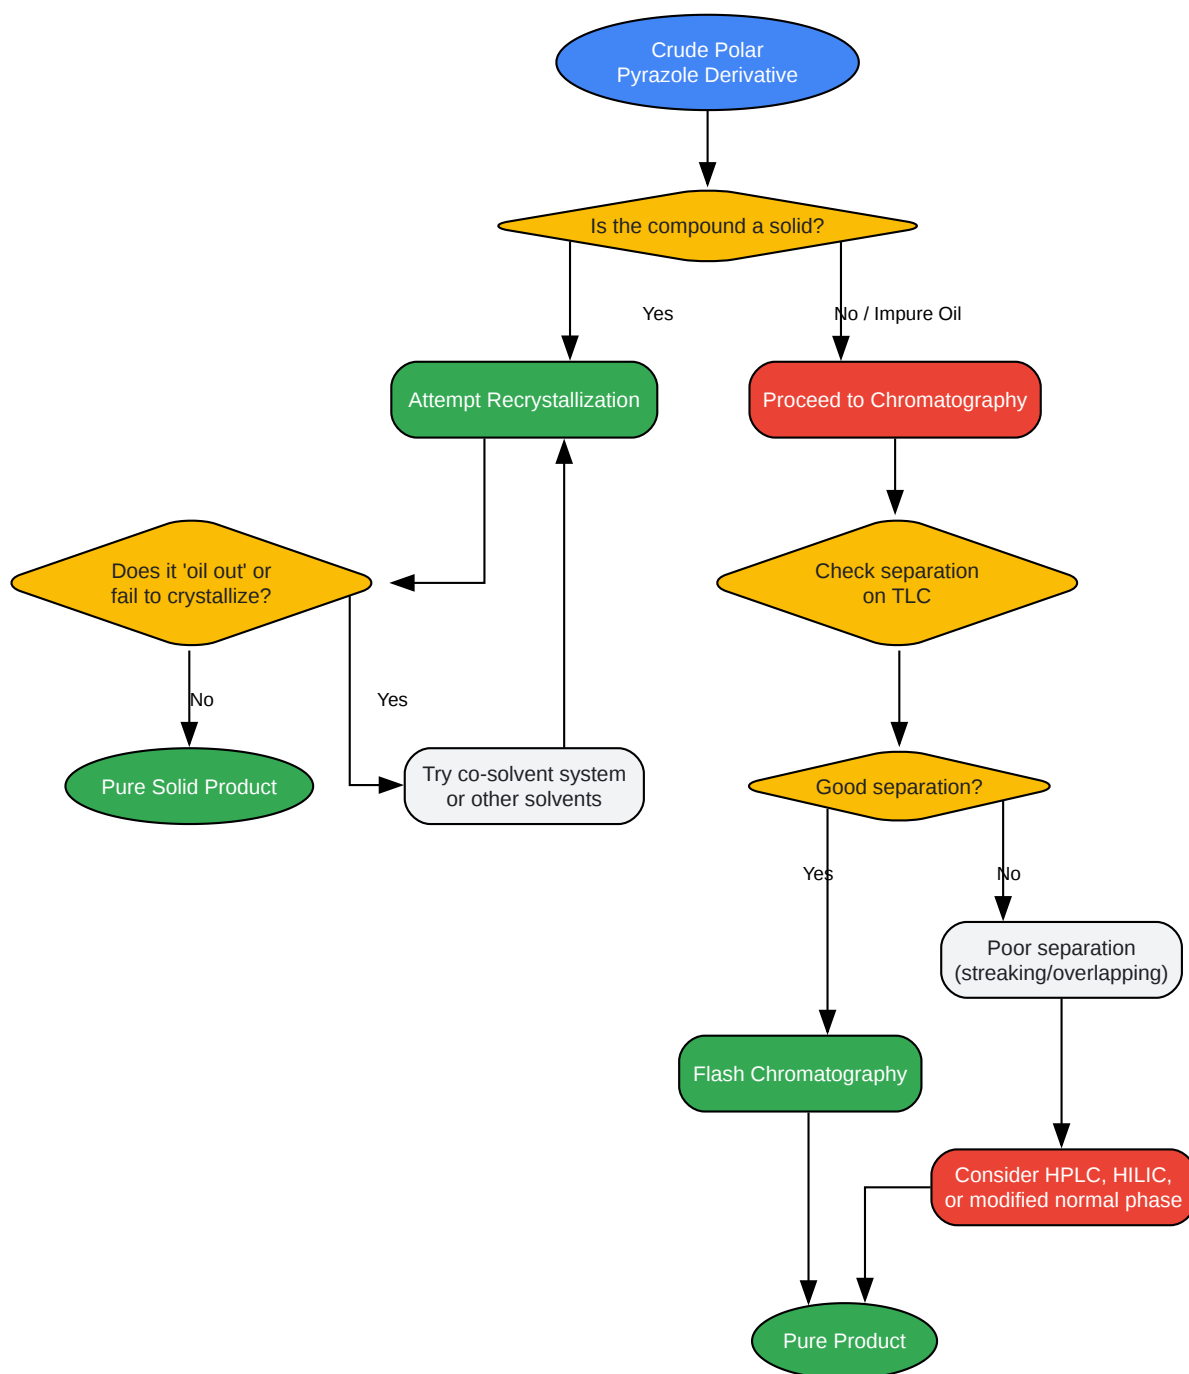 Crude Polar
Pyrazole Derivative
Is the compound a solid?
Yes
No / Impure Oil
Attempt Recrystallization
Proceed to Chromatography
Does it 'oil out' or
fail to crystallize?
Check separation
on TLC
No
Yes
Pure Solid Product
Try co-solvent system
or other solvents
Good separation?
Yes
No
Poor separation
(streaking/overlapping)
Flash Chromatography
Consider HPLC, HILIC,
or modified normal phase
Pure Product